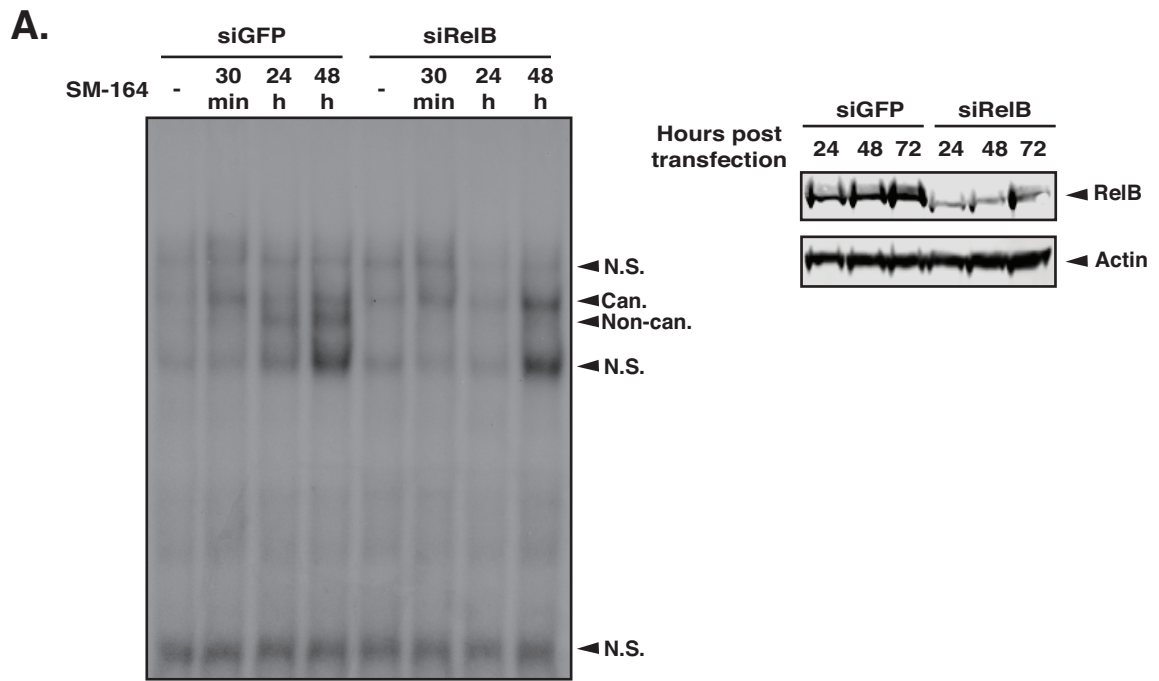 A.
siGFP siRelB
SM-164 - 30 min 24 h 48 h - 30 min 24 h 48 h
N.S.
Can.
Non-can.
N.S.
N.S.
siGFP siRelB
Hours post transfection 24 48 72 24 48 72
RelB
Actin